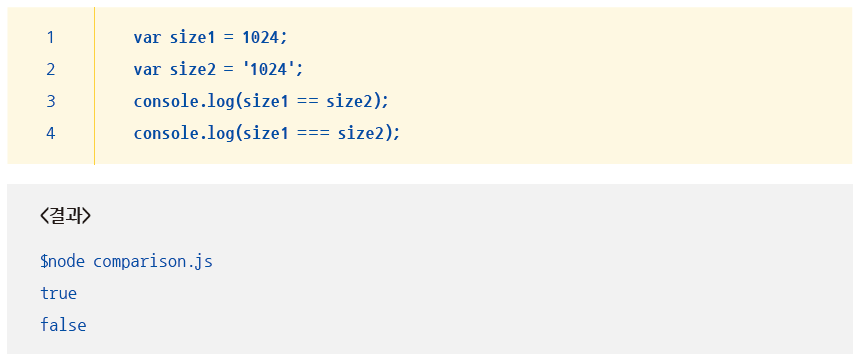 1 var size1 = 1024;
2 var size2 = '1024';
3 console.log(size1 == size2);
4 console.log(size1 === size2);
<결과>
$node comparison.js
true
false